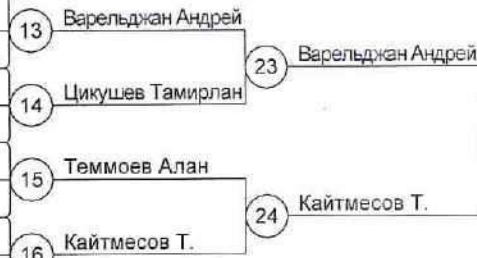 13 Варельджан Андрей
23 Варельджан Андрей
14 Цикушев Тамирлан
15 Теммоев Алан
24 Кайтмесов Т.
16 Кайтмесов Т.